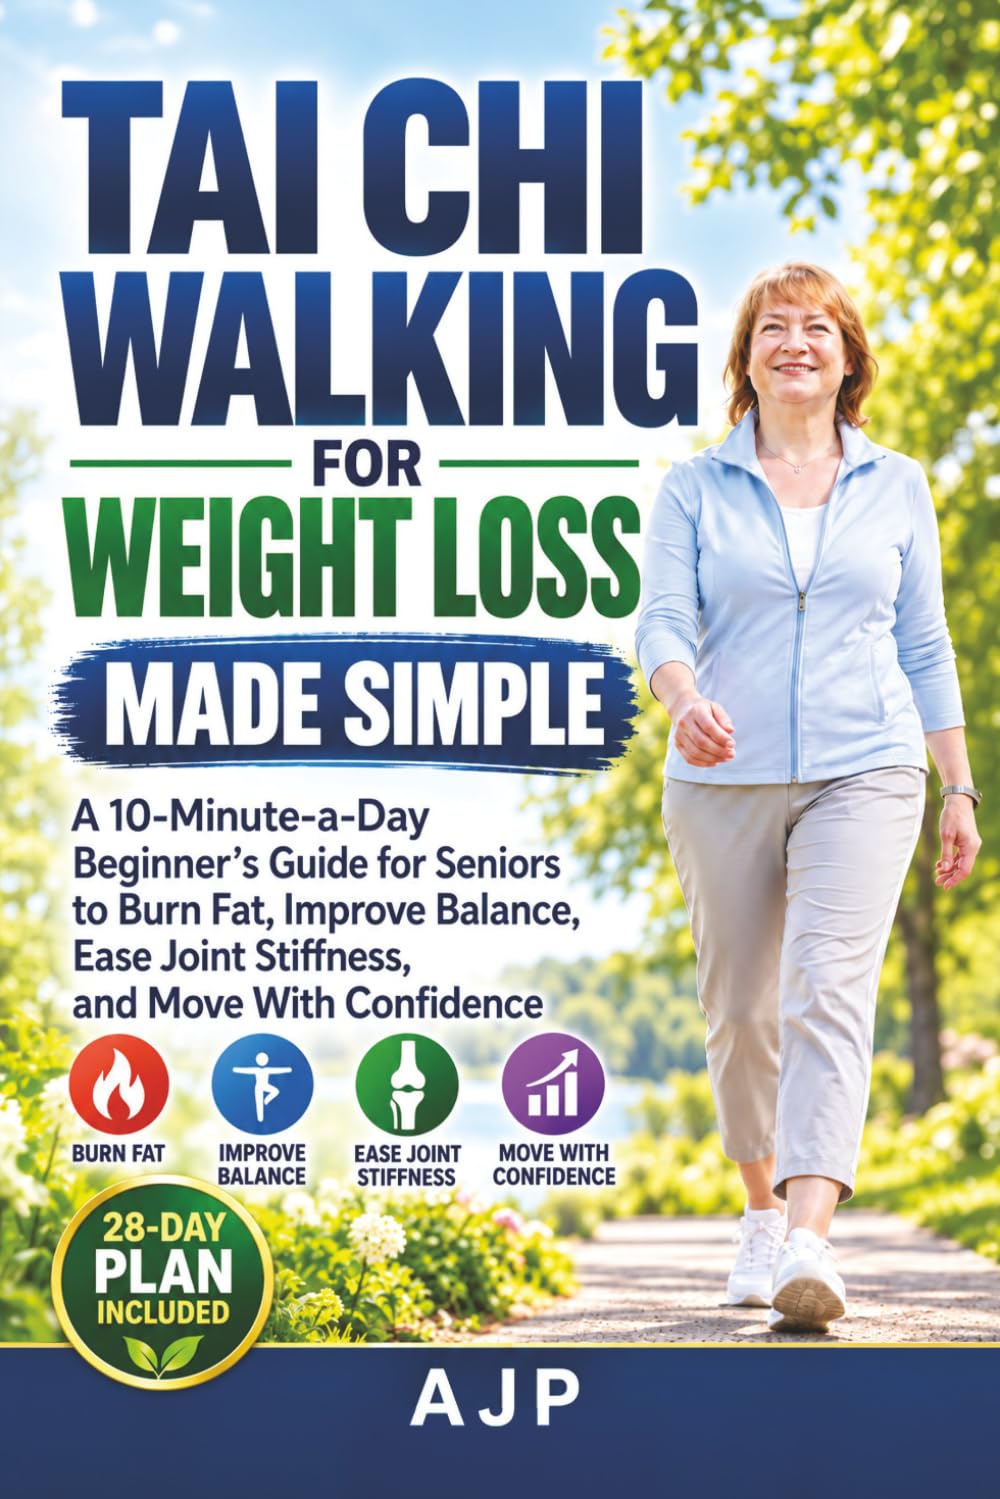 TAI CHI
WALKING
FOR
WEIGHT LOSS
MADE SIMPLE
A 10-Minute-a-Day
Beginner's Guide for Seniors
to Burn Fat, Improve Balance,
Ease Joint Stiffness,
and Move With Confidence
BURN FAT
IMPROVE
BALANCE
EASE JOINT
STIFFNESS
MOVE WITH
CONFIDENCE
28-DAY
PLAN
INCLUDED
AJP